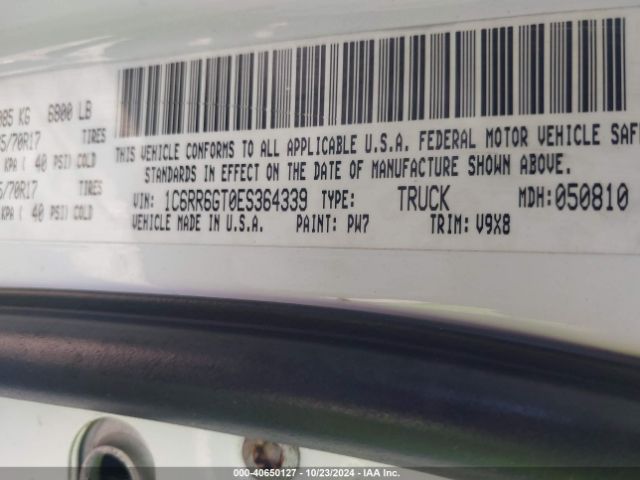 085 KG 6800 LB
5/70R17 TIRES
KPA ( 40 PSI) COLD
5/70R17 TIRES
KPA ( 40 PSI) COLD
THIS VEHICLE CONFORMS TO ALL APPLICABLE U.S.A. FEDERAL MOTOR VEHICLE SAFE
STANDARDS IN EFFECT ON THE DATE OF MANUFACTURE SHOWN ABOVE.
VIN: 1C6RR6GT0ES364339 TYPE: TRUCK MDH:050810
VEHICLE MADE IN U.S.A. PAINT: PW7 TRIM: V9X8
000-40650127 - 10/23/2024 - IAA Inc.